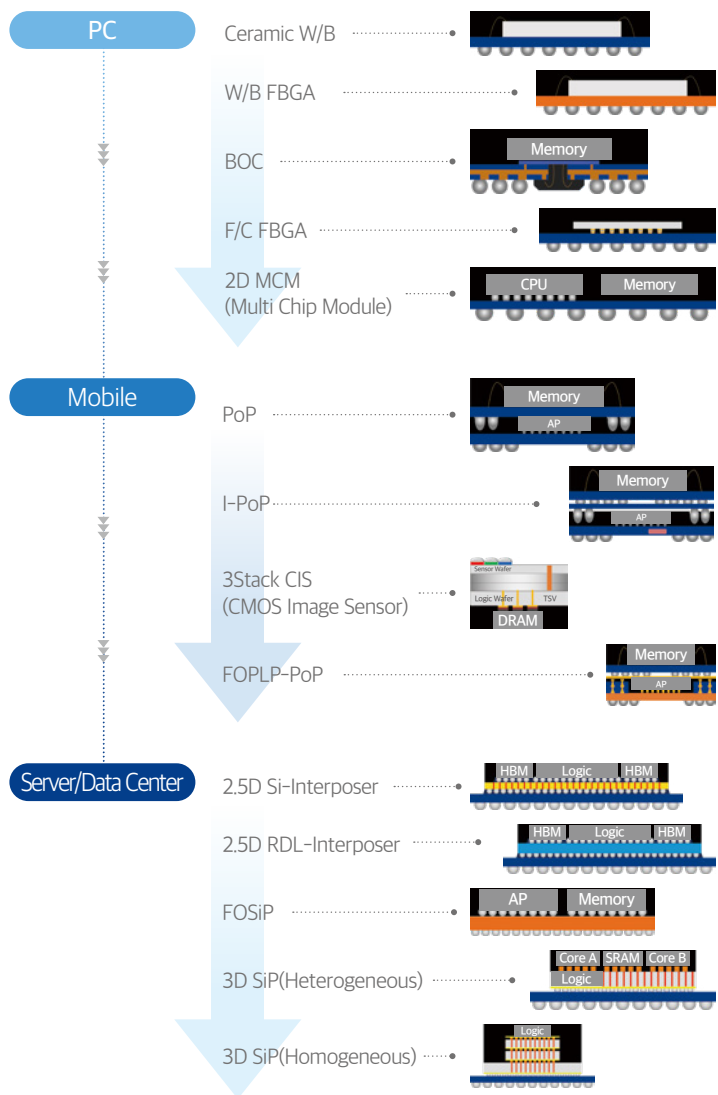 PC
Ceramic W/B
W/B FBGA
BOC
Memory
F/C FBGA
2D MCM
(Multi Chip Module)
CPU
Memory
Mobile
PoP
Memory
AP
I-PoP
Memory
AP
3Stack CIS
(CMOS Image Sensor)
Sensor Wafer
Logic Wafer
TSV
DRAM
FOPLP-PoP
Memory
AP
Server/Data Center
2.5D Si-Interposer
HBM
Logic
HBM
2.5D RDL-Interposer
HBM
Logic
HBM
FOSiP
AP
Memory
3D SiP(Heterogeneous)
Core A
SRAM
Core B
Logic
3D SiP(Homogeneous)
Logic